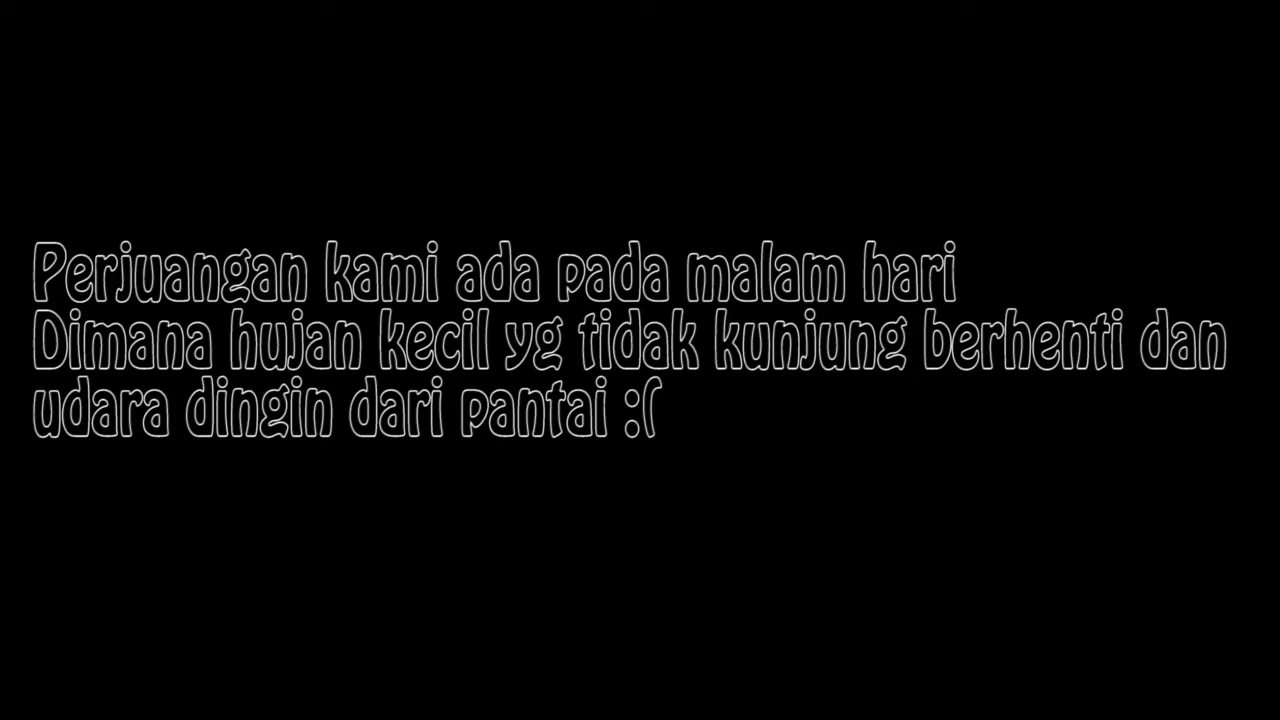 Perjuangan kami ada pada malam hari
Dimana hujan kecil yg tidak kunjung berhenti dan
udara dingin dari pantai :(